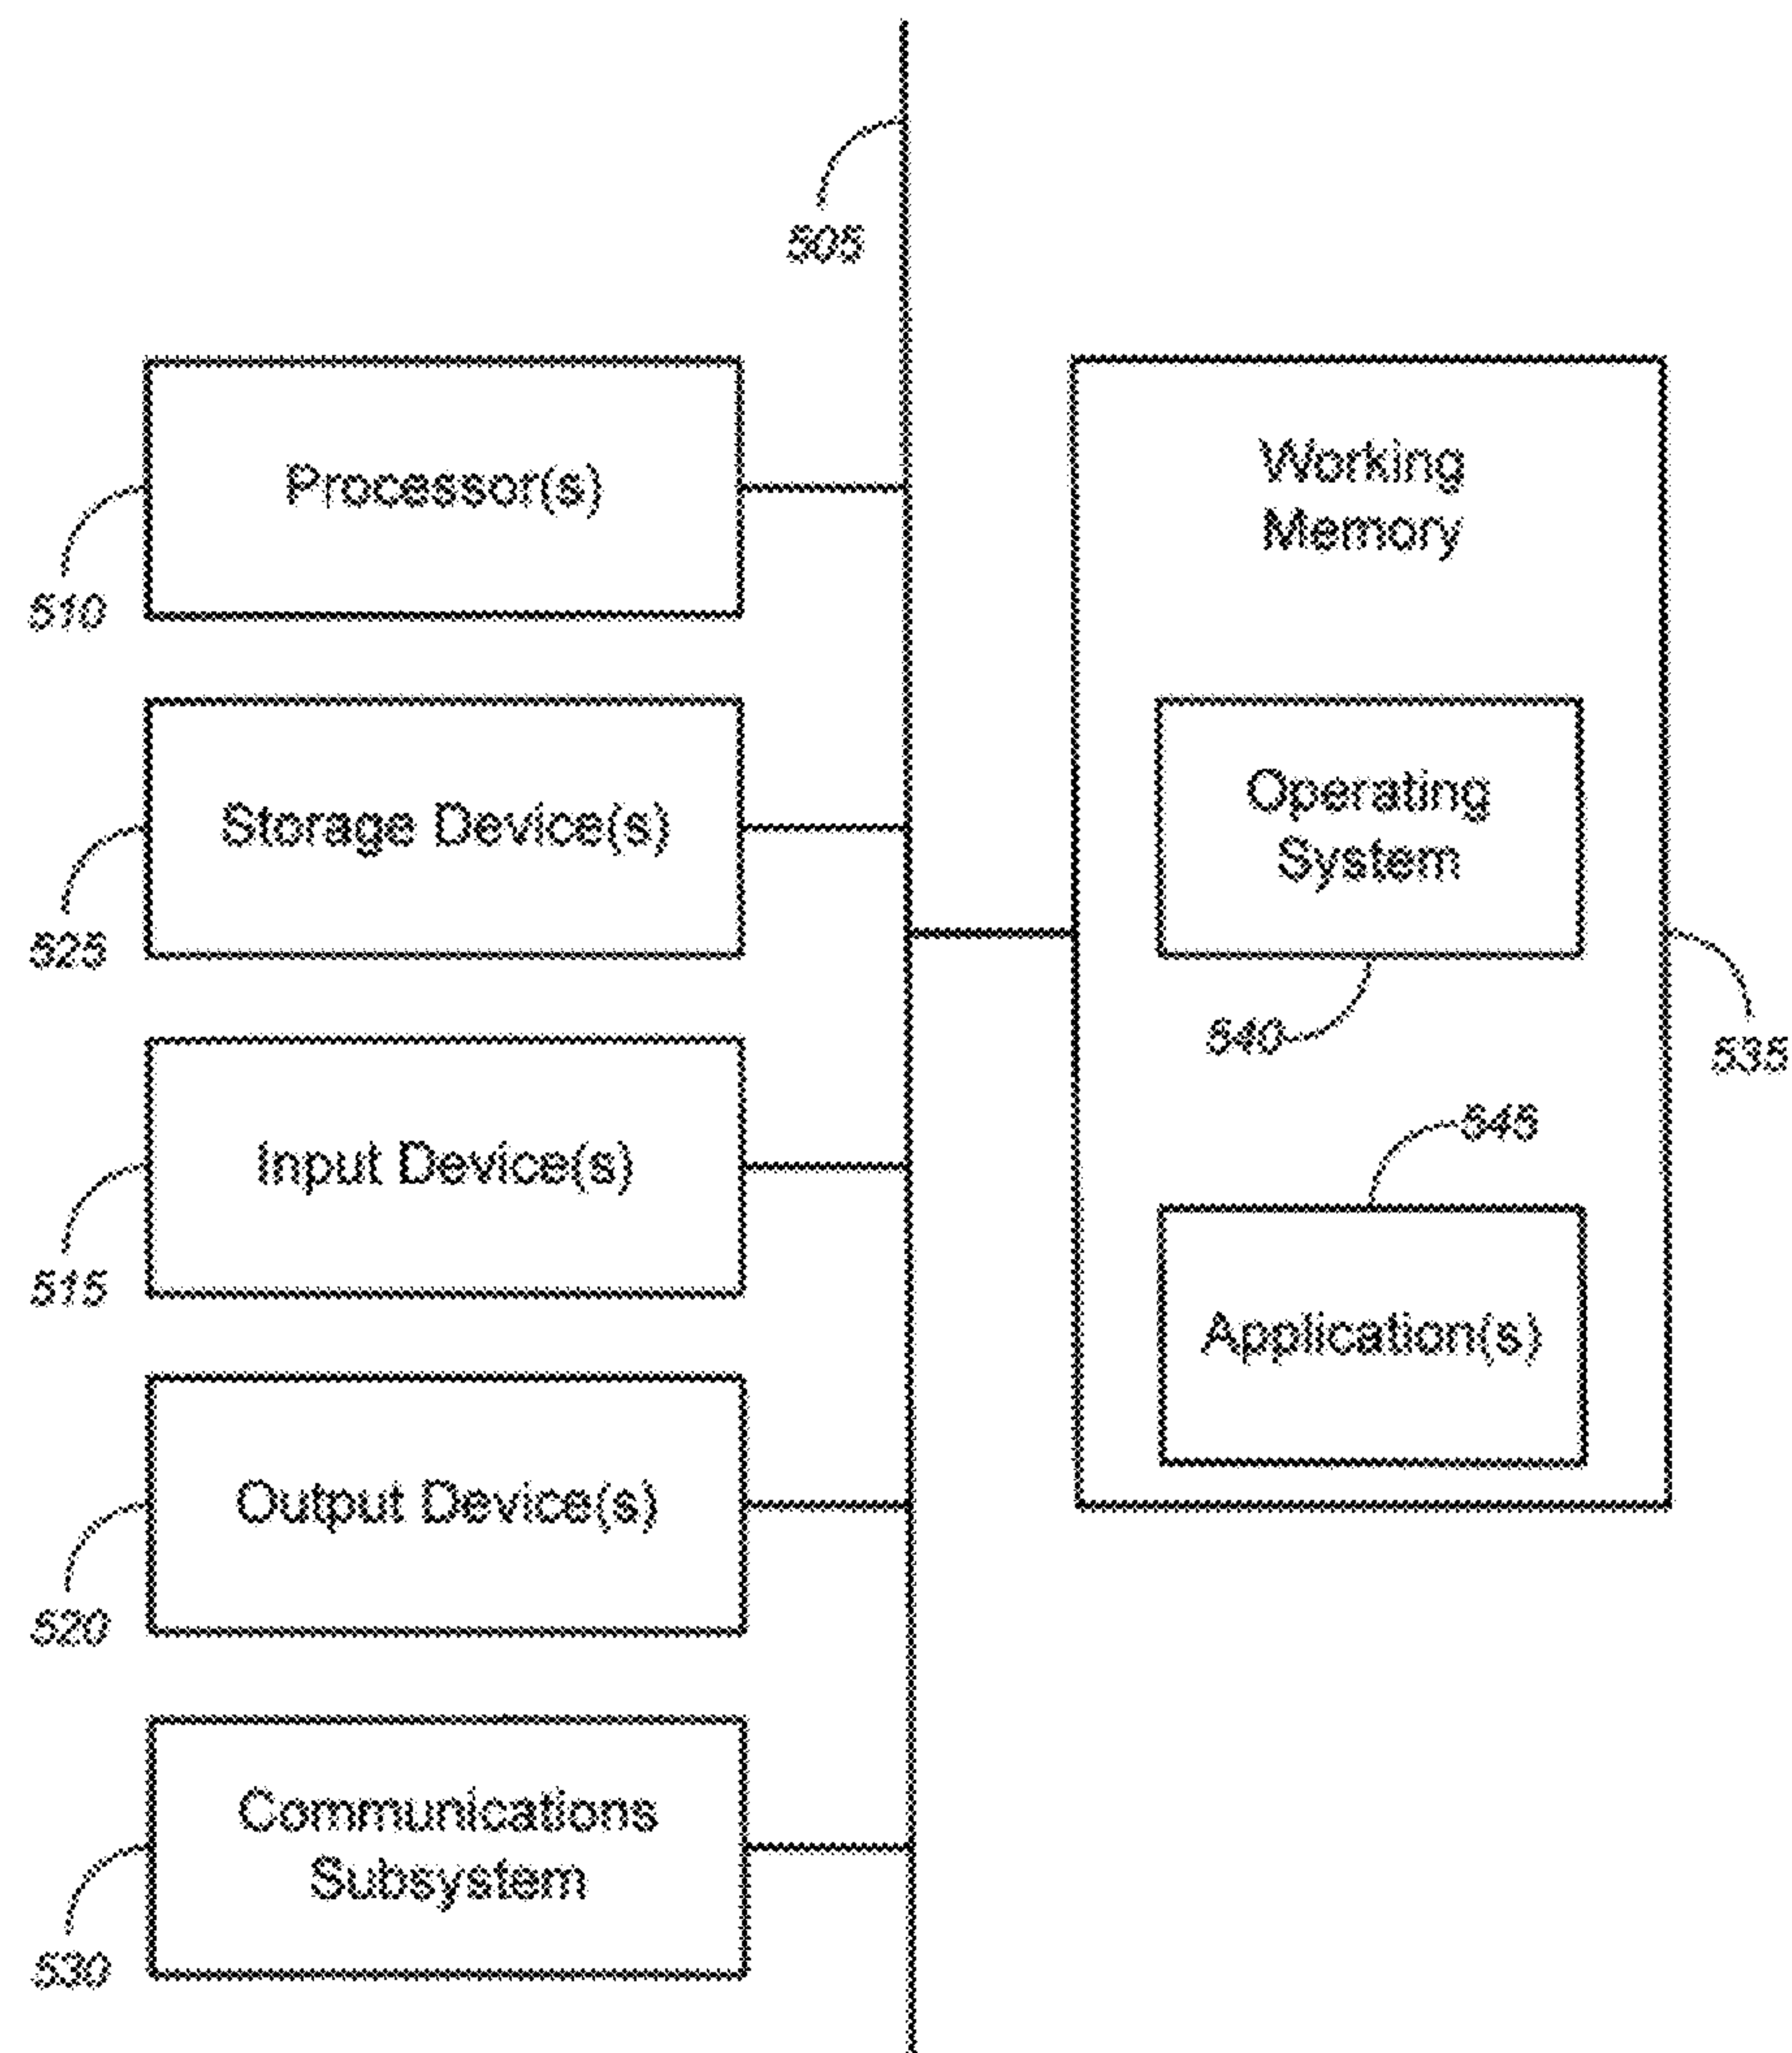 505
Processor(s)
510
Storage Device(s)
525
Input Device(s)
515
Output Device(s)
520
Communications
Subsystem
530
Working
Memory
Operating
System
540
535
545
Application(s)